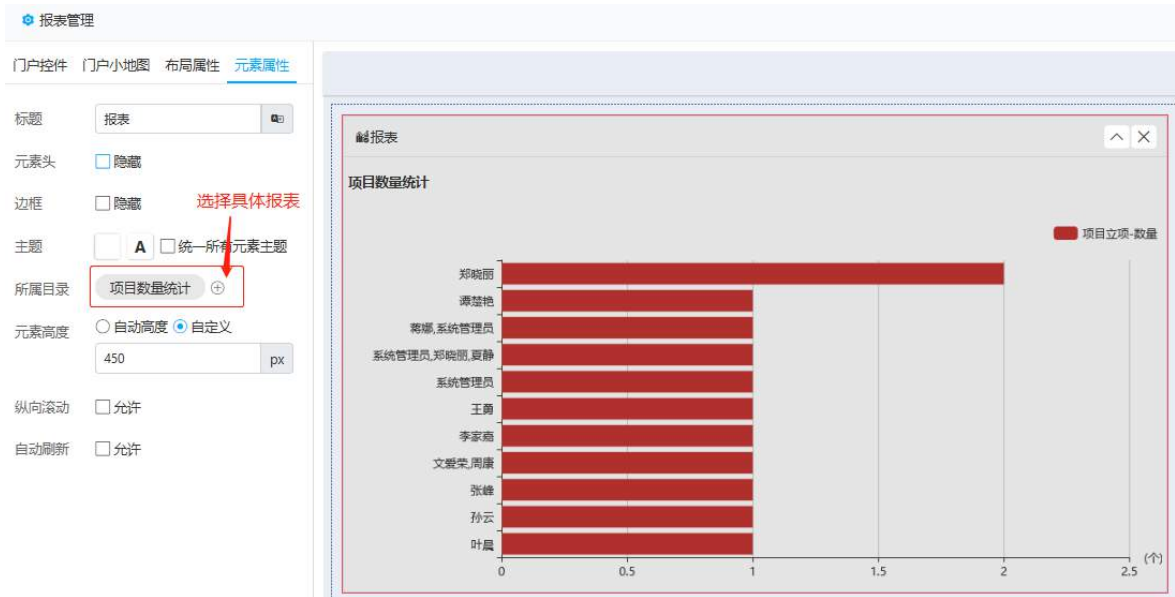 报表管理
门户控件 门户小地图 布局属性 元素属性
标题 报表
元素头 隐藏
边框 隐藏
选择具体报表
主题 A 统一所有元素主题
所属目录 项目数量统计
元素高度 自动高度 自定义
450 px
纵向滚动 允许
自动刷新 允许
报表
项目数量统计
项目立项-数量
郑晓丽
谭楚艳
蒋娜,系统管理员
系统管理员,郑晓丽,夏静
系统管理员
王勇
文爱荣,周康
张峰
孙云
叶晨
0 0.5 1 1.5 2 2.5 (个)